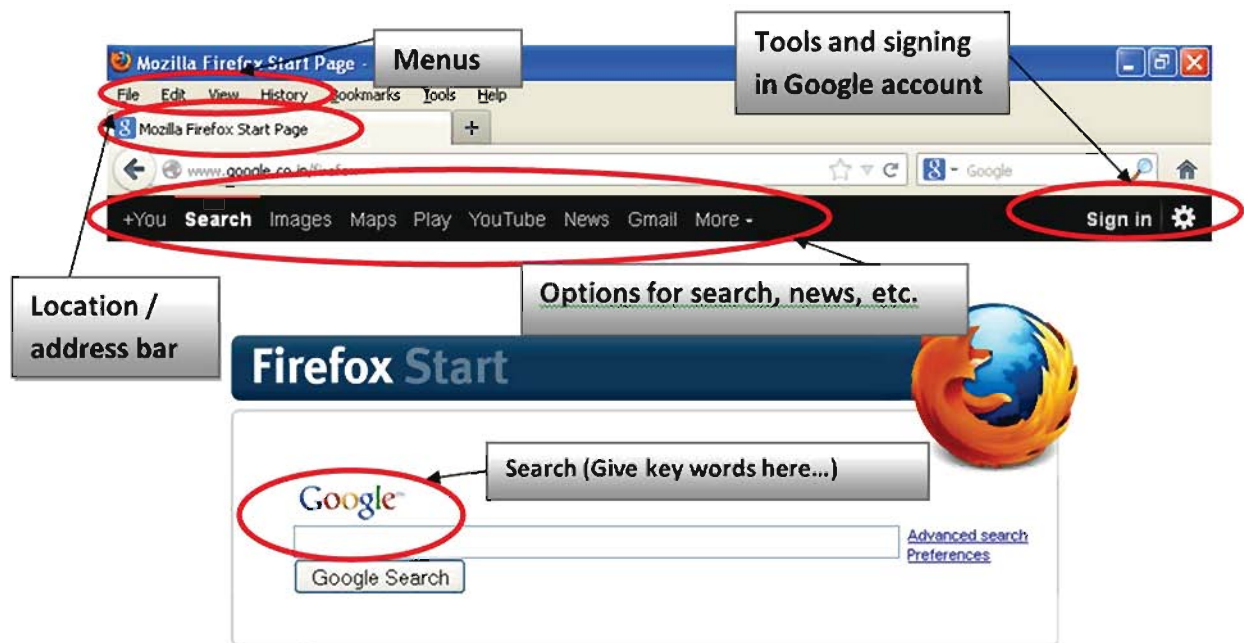 Mozilla Firefox Start Page -
Menus
Tools and signing
in Google account
File Edit View History Bookmarks Tools Help
Mozilla Firefox Start Page
+
www.google.co.in/firefox
Google
+You Search Images Maps Play YouTube News Gmail More
Sign in
Location /
address bar
Options for search, news, etc.
Firefox Start
Search (Give key words here...)
Google
Advanced search
Preferences
Google Search